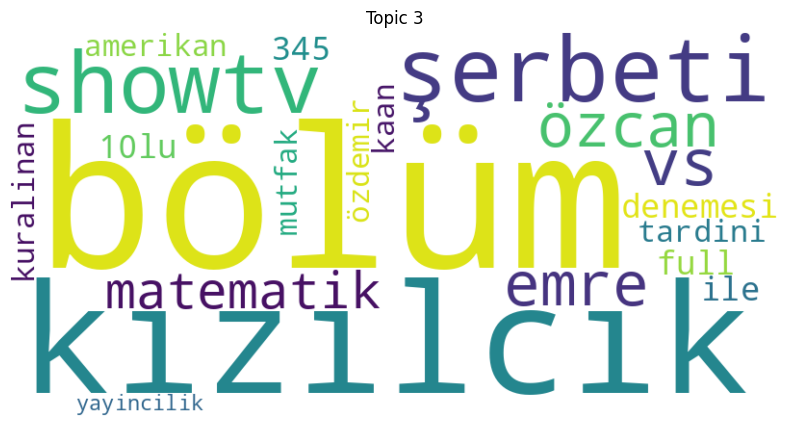 Topic 3
amerikan
345
showtv
şerbeti
kaan
özcan
10lu
mutfak
özdemir
kuralinan
vs
bölüm
denemesi
tardini
full
matematik
emre
ile
kızılcık
yayincilik